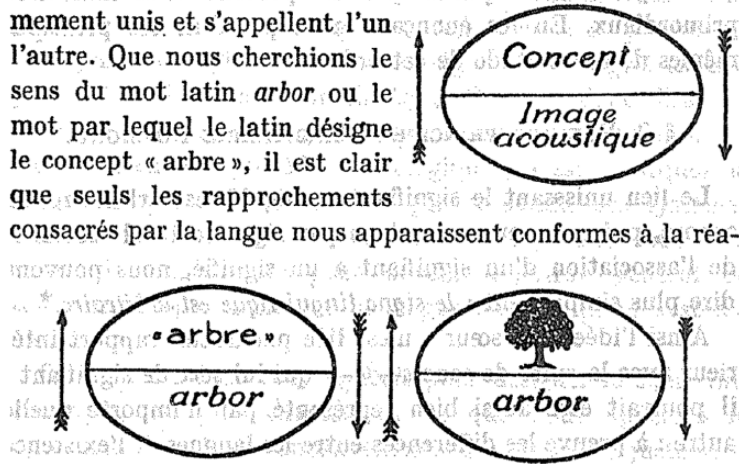 mement unis et s'appellent l'un
l'autre. Que nous cherchions le
sens du mot latin arbor ou le
mot par lequel le latin désigne
le concept « arbre », il est clair
que seuls les rapprochements
consacrés par la langue nous apparaissent conformes à la réa-
Concept
Image
acoustique
« arbre »
arbor
arbor